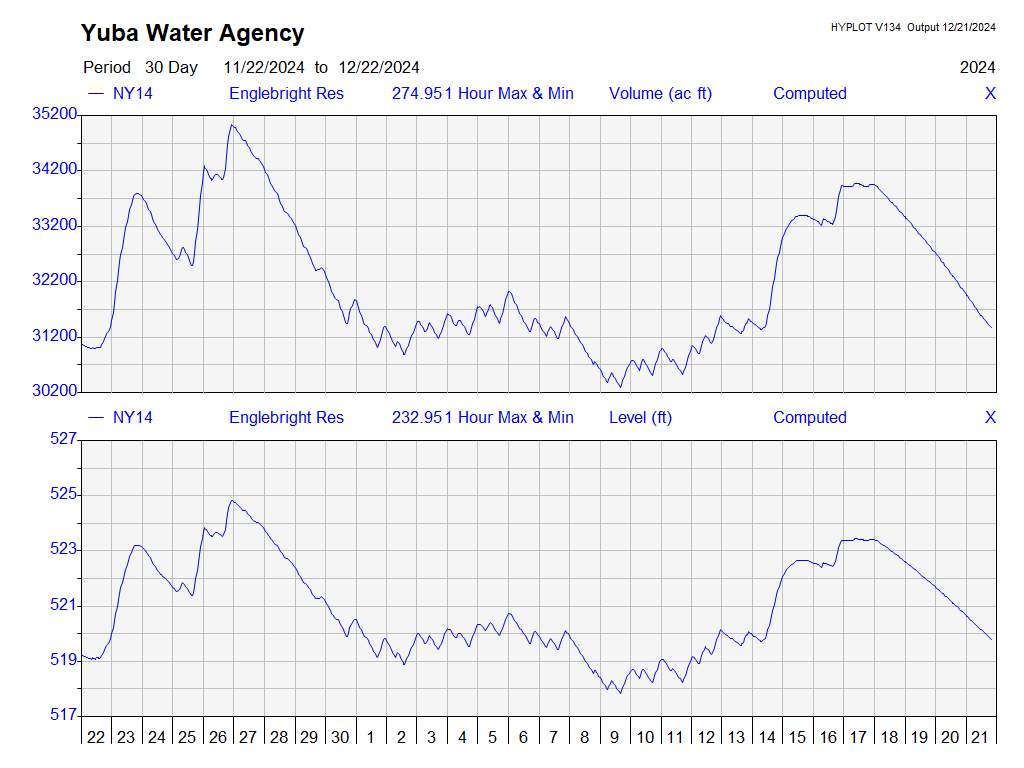 Yuba Water Agency
HYPLOT V134 Output 12/21/2024
Period 30 Day 11/22/2024 to 12/22/2024
2024
NY14 Englebright Res 274.951 Hour Max & Min Volume (ac ft) Computed X
35200
34200
33200
32200
31200
30200
NY14 Englebright Res 232.951 Hour Max & Min Level (ft) Computed X
527
525
523
521
519
517
22 23 24 25 26 27 28 29 30 1 2 3 4 5 6 7 8 9 10 11 12 13 14 15 16 17 18 19 20 21